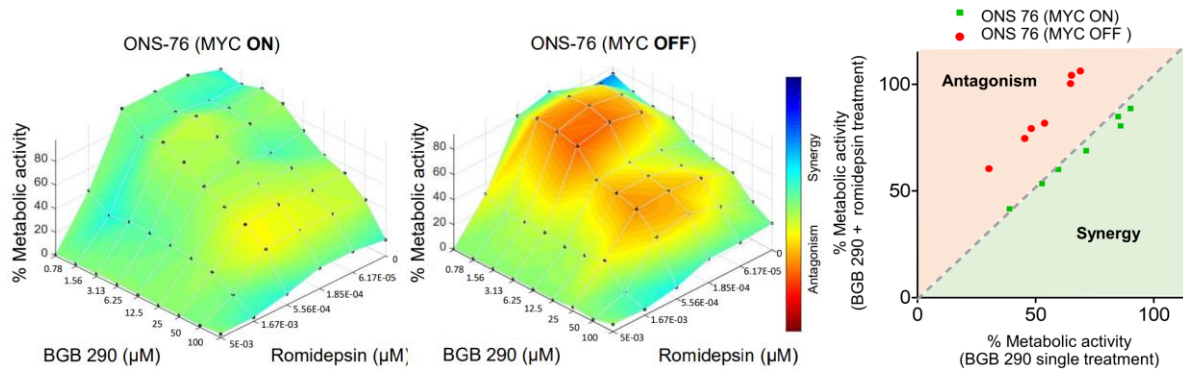 ONS-76 (MYC ON)
% Metabolic activity
80
60
40
20
0
0.78
1.56
3.13
6.25
12.5
25
50
100
BGB 290 (µM)
0
6.17E-05
1.85E-04
5.56E-04
1.67E-03
5E-03
Romidepsin (µM)
ONS-76 (MYC OFF)
% Metabolic activity
80
60
40
20
0
0.78
1.56
3.13
6.25
12.5
25
50
100
BGB 290 (µM)
0
6.17E-05
1.85E-04
5.56E-04
1.67E-03
5E-03
Romidepsin (µM)
Synergy
Antagonism
ONS 76 (MYC ON)
ONS 76 (MYC OFF )
Antagonism
Synergy
% Metabolic activity
(BGB 290 + romidepsin treatment)
100
50
0
0
50
100
% Metabolic activity
(BGB 290 single treatment)